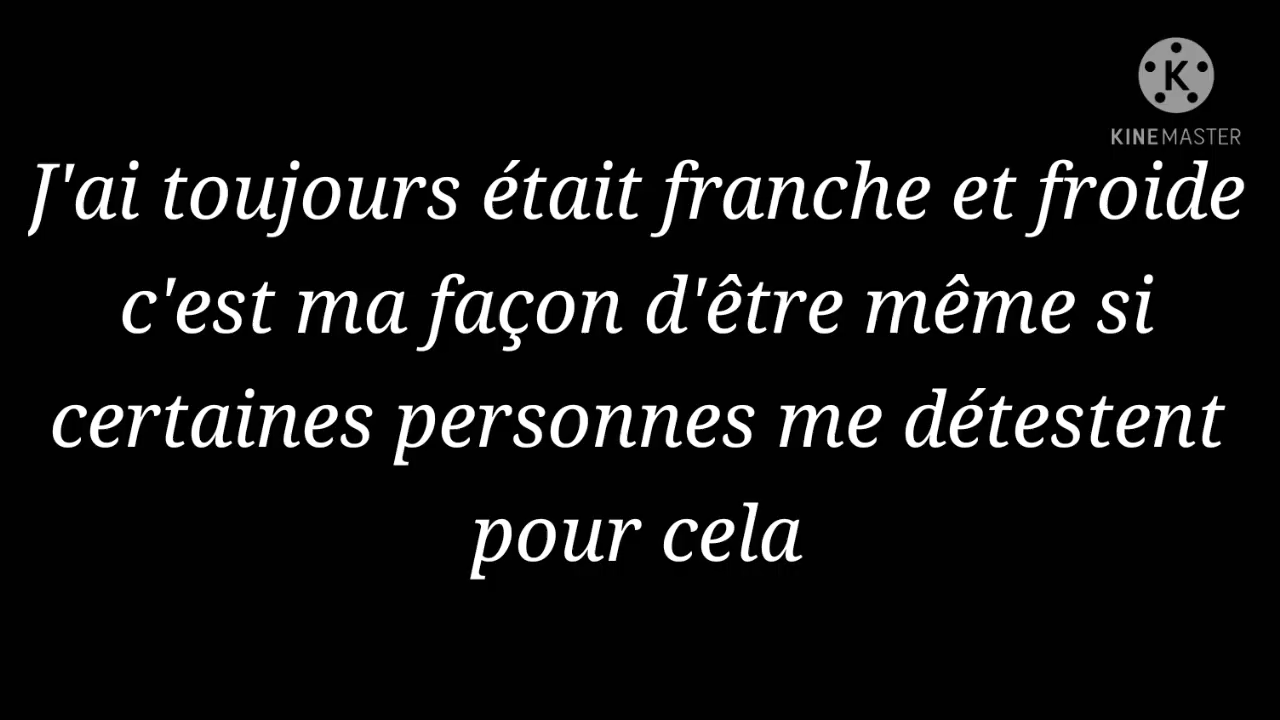 K
KINEMASTER
J'ai toujours était franche et froide
c'est ma façon d'être même si
certaines personnes me détestent
pour cela